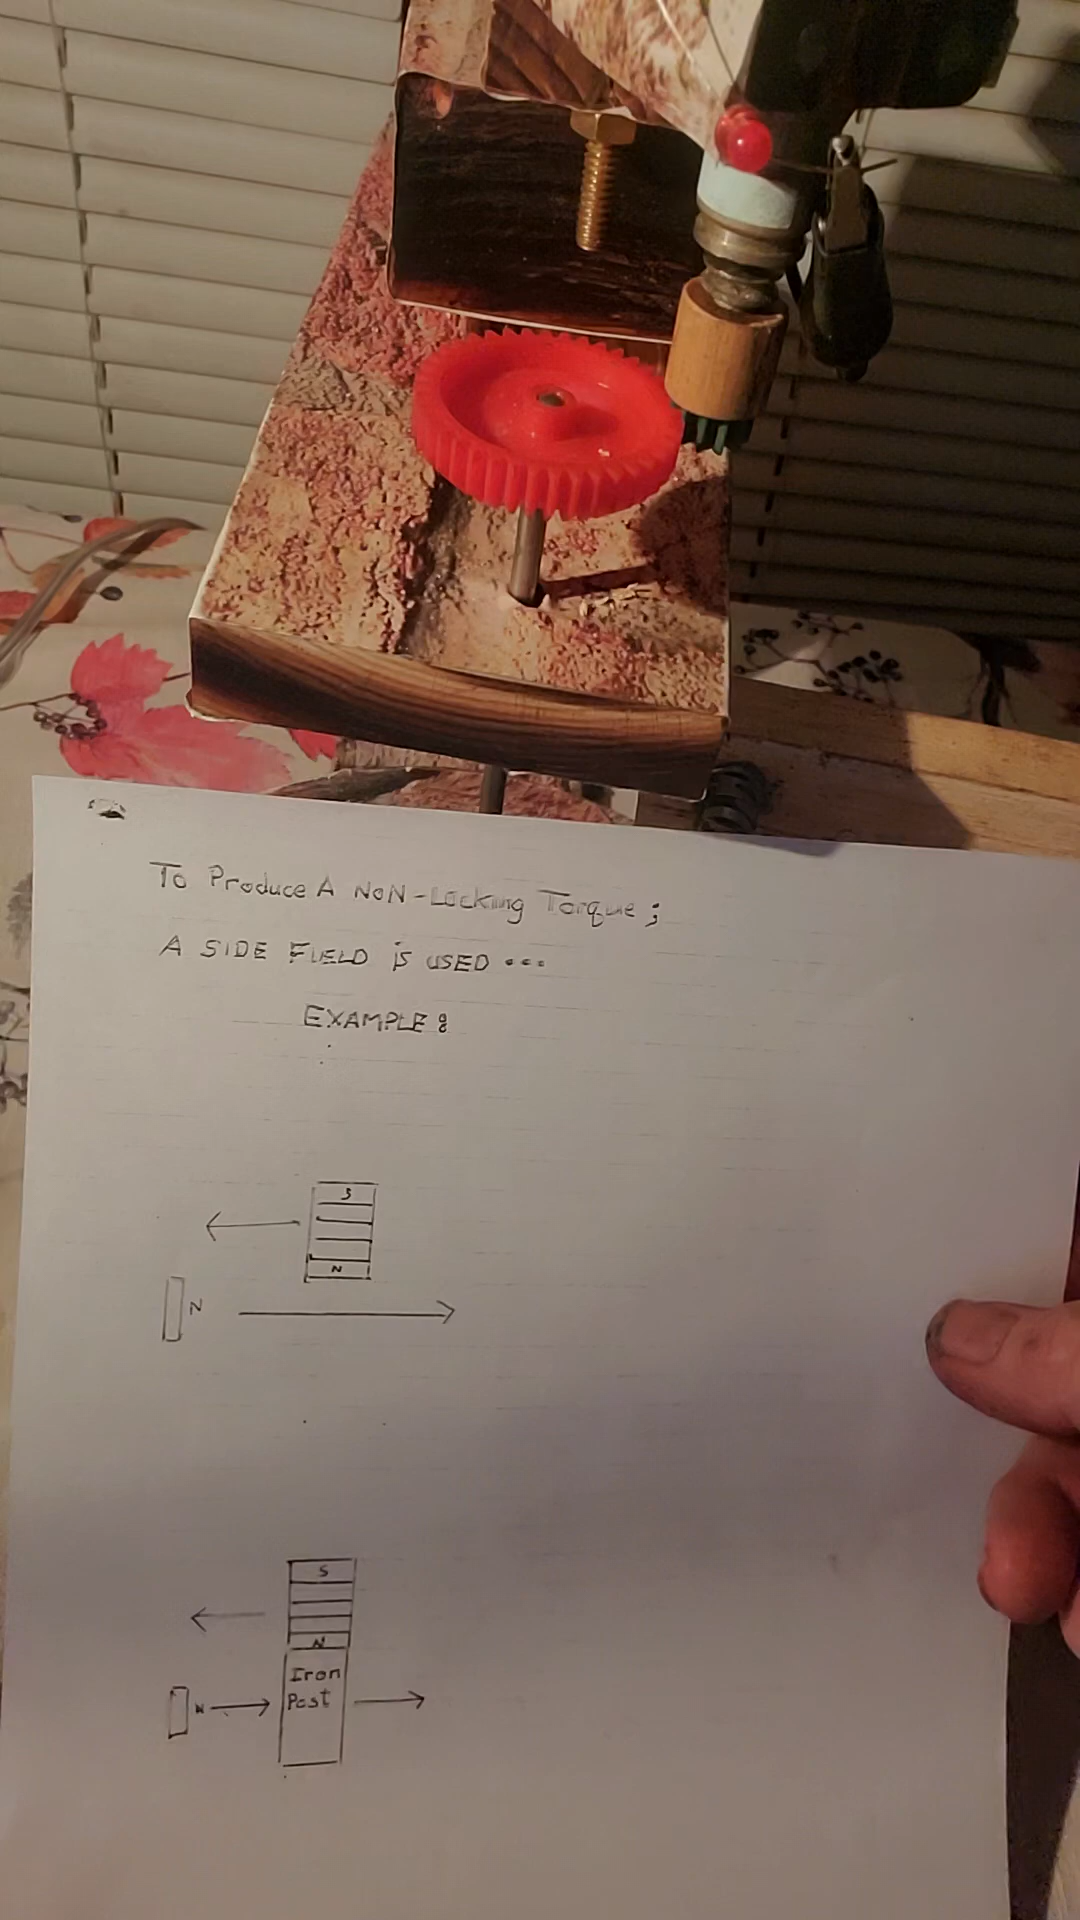 To Produce A NON-Locking Torque;
A SIDE FIELD is USED ...
EXAMPLE:
S
N
N
S
N
Iron
N
Post